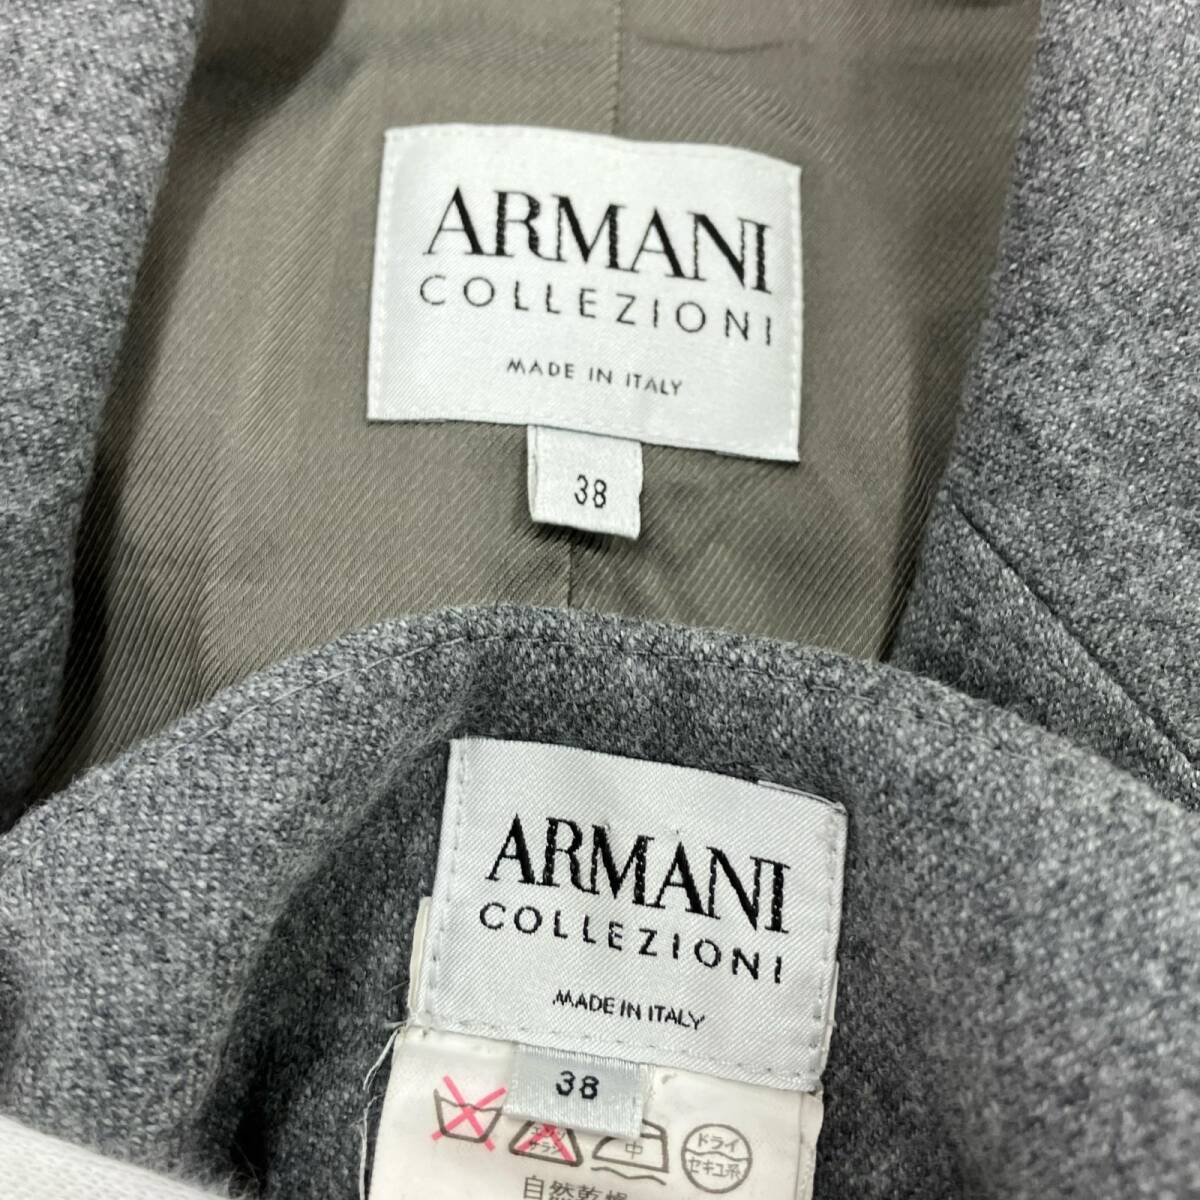 ARMANI
COLLEZIONI
MADE IN ITALY
38
ARMANI
COLLEZIONI
MADE IN ITALY
38
中
ドライ
セキユ系
自然乾燥